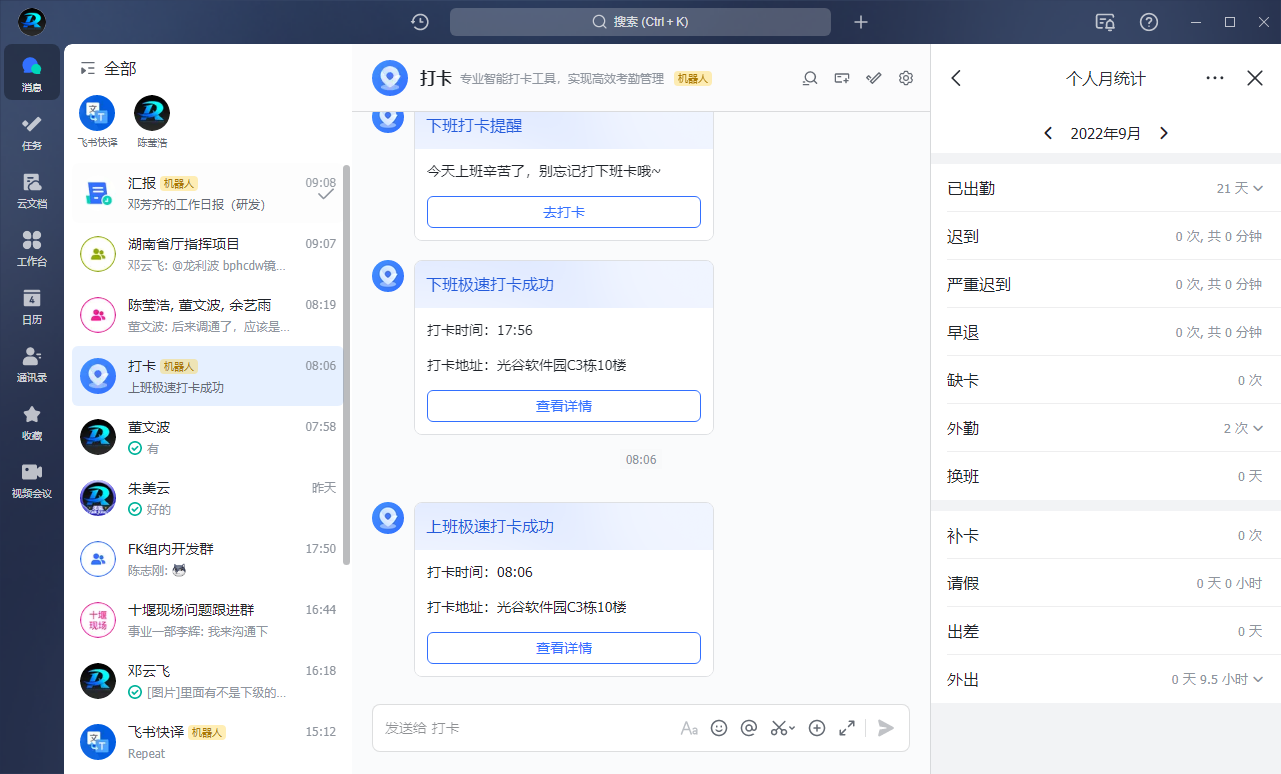 搜索 (Ctrl + K)
消息
任务
云文档
工作台
4
日历
通讯录
收藏
视频会议
全部
飞书快译
陈莹浩
汇报 机器人 09:08
邓芳齐的工作日报（研发）
湖南省厅指挥项目 09:07
邓云飞: @龙利波 bphcdw镜...
陈莹浩, 董文波, 余艺雨 08:19
董文波: 后来调通了，应该是...
打卡 机器人 08:06
上班极速打卡成功
董文波 07:58
有
朱美云 昨天
好的
FK组内开发群 17:50
陈志刚:
十堰现场
十堰现场问题跟进群 16:44
事业一部李辉: 我来沟通下
邓云飞 16:18
[图片]里面有不是下级的...
飞书快译 机器人 15:12
Repeat
打卡 专业智能打卡工具，实现高效考勤管理 机器人
下班打卡提醒
今天上班辛苦了，别忘记打下班卡哦~
去打卡
下班极速打卡成功
打卡时间：17:56
打卡地址：光谷软件园C3栋10楼
查看详情
08:06
上班极速打卡成功
打卡时间：08:06
打卡地址：光谷软件园C3栋10楼
查看详情
发送给 打卡
Aa
个人月统计
2022年9月
已出勤 21 天
迟到 0 次, 共 0 分钟
严重迟到 0 次, 共 0 分钟
早退 0 次, 共 0 分钟
缺卡 0 次
外勤 2 次
换班 0 天
补卡 0 次
请假 0 天 0 小时
出差 0 天
外出 0 天 9.5 小时